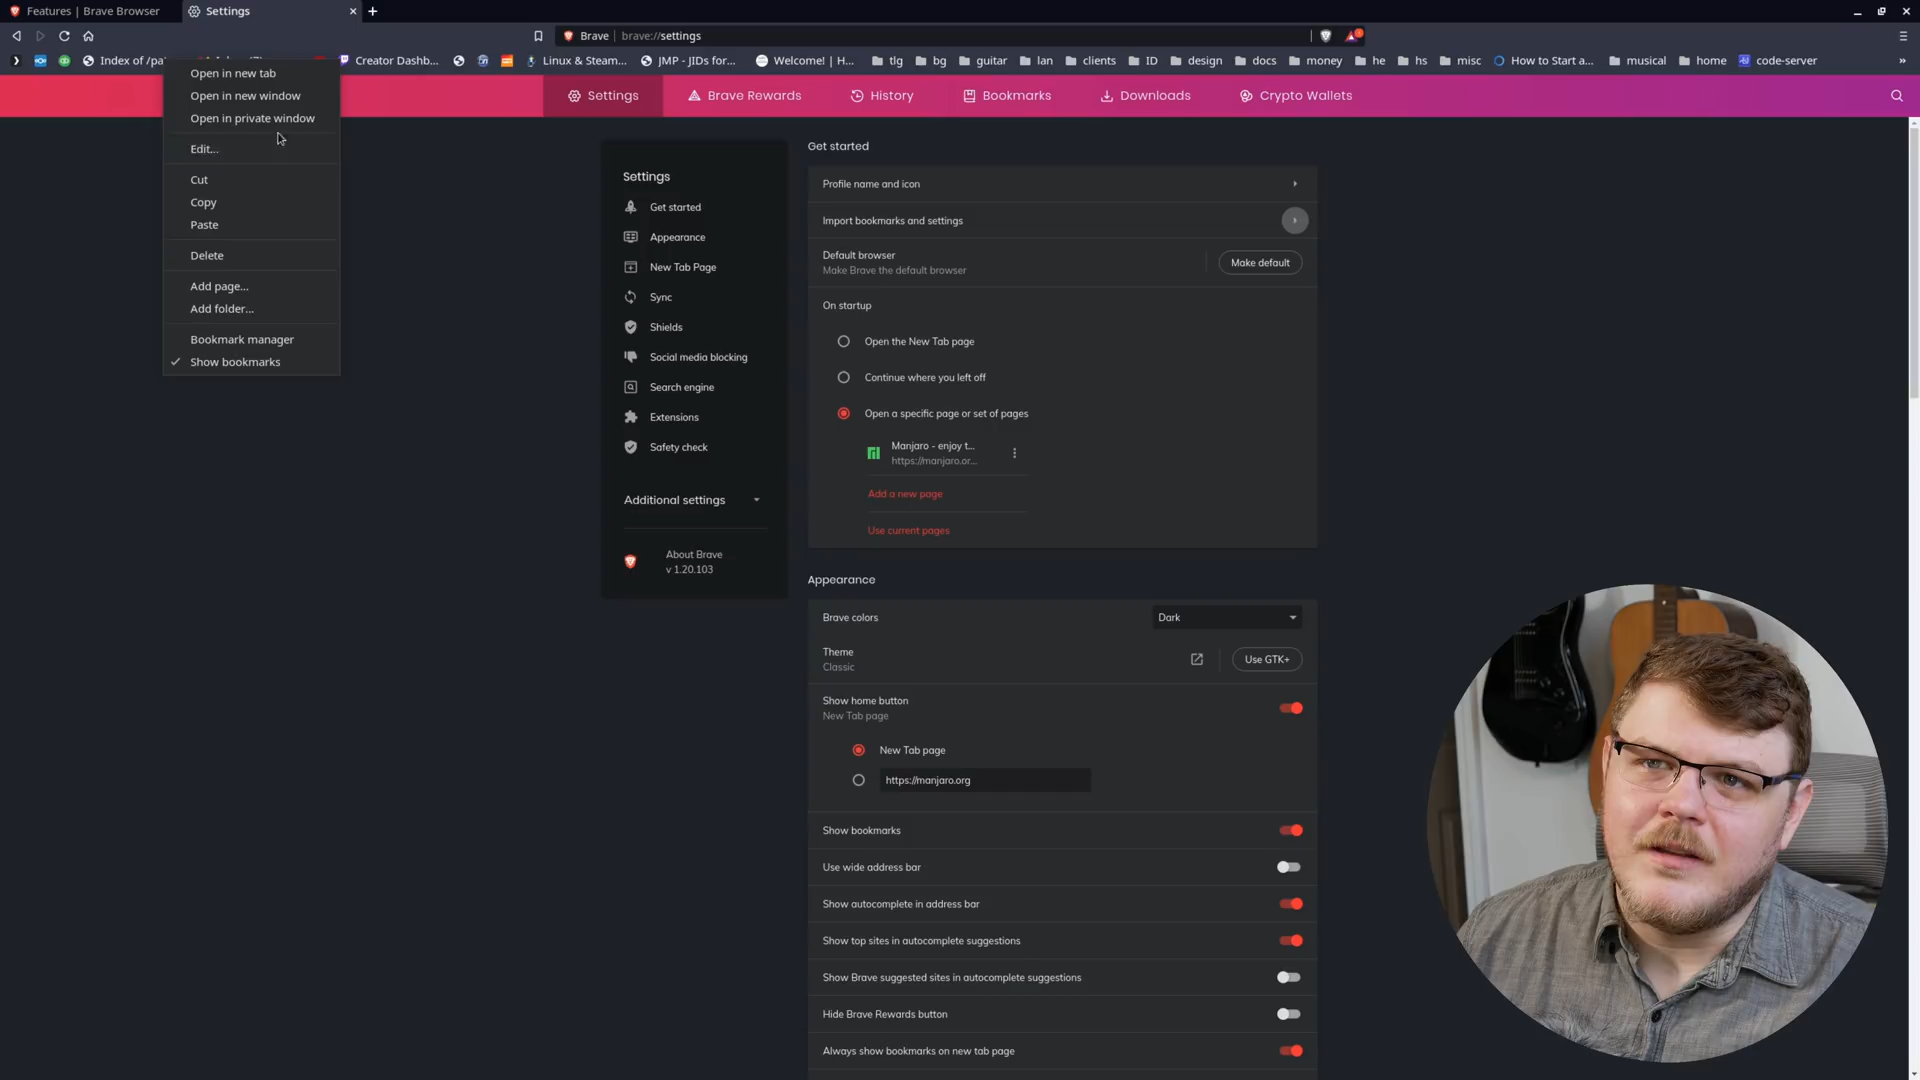 Features | Brave Browser
Settings
Brave | brave://settings
Index of /pa
Creator Dashb...
Linux & Steam...
JMP - JIDs for...
Welcome! | H...
tlg
bg
guitar
lan
clients
ID
design
docs
money
he
hs
misc
How to Start a...
musical
home
code-server
»
Settings
Brave Rewards
History
Bookmarks
Downloads
Crypto Wallets
Open in new tab
Open in new window
Open in private window
Edit...
Cut
Copy
Paste
Delete
Add page...
Add folder...
Bookmark manager
Show bookmarks
Settings
Get started
Appearance
New Tab Page
Sync
Shields
Social media blocking
Search engine
Extensions
Safety check
Additional settings
About Brave
v 1.20.103
Get started
Profile name and icon
Import bookmarks and settings
Default browser
Make Brave the default browser
Make default
On startup
Open the New Tab page
Continue where you left off
Open a specific page or set of pages
Manjaro - enjoy t...
https://manjaro.or...
Add a new page
Use current pages
Appearance
Brave colors
Dark
Theme
Classic
Use GTK+
Show home button
New Tab page
New Tab page
https://manjaro.org
Show bookmarks
Use wide address bar
Show autocomplete in address bar
Show top sites in autocomplete suggestions
Show Brave suggested sites in autocomplete suggestions
Hide Brave Rewards button
Always show bookmarks on new tab page